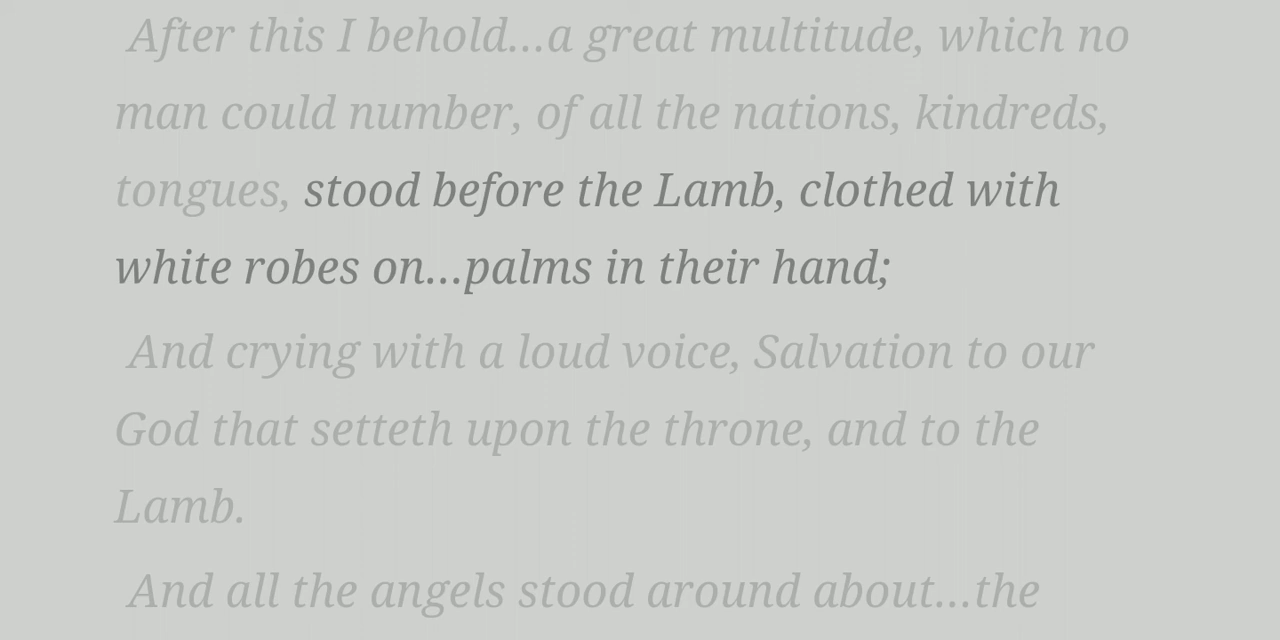 After this I behold...a great multitude, which no
man could number, of all the nations, kindreds,
tongues, stood before the Lamb, clothed with
white robes on...palms in their hand;
And crying with a loud voice, Salvation to our
God that setteth upon the throne, and to the
Lamb.
And all the angels stood around about...the